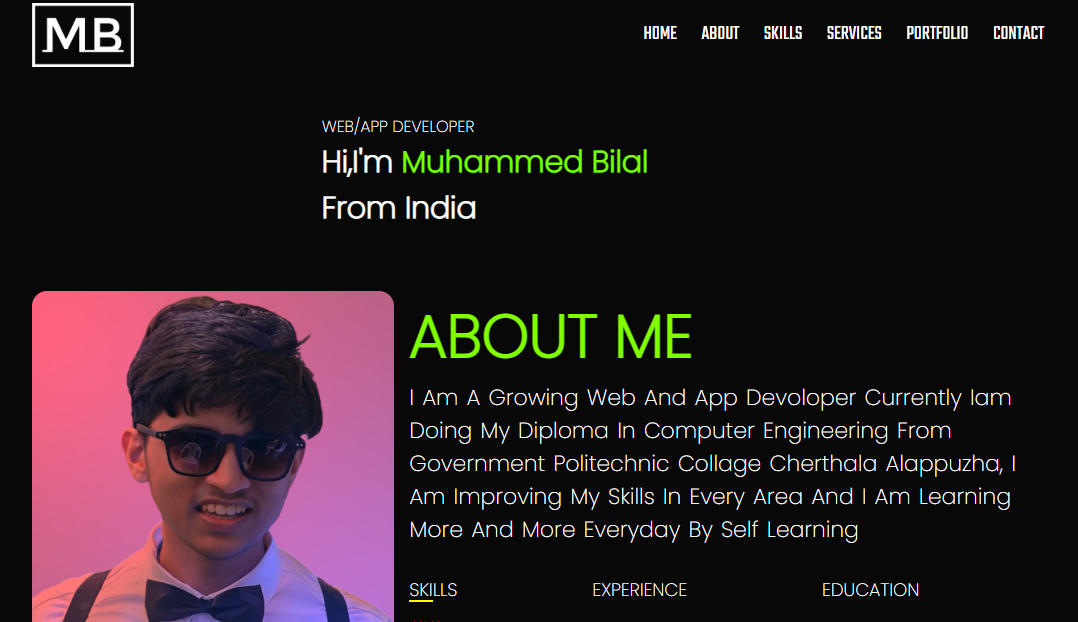 MB
HOME ABOUT SKILLS SERVICES PORTFOLIO CONTACT
WEB/APP DEVELOPER
Hi,I'm Muhammed Bilal
From India
ABOUT ME
I Am A Growing Web And App Devoloper Currently Iam
Doing My Diploma In Computer Engineering From
Government Politechnic Collage Cherthala Alappuzha, I
Am Improving My Skills In Every Area And I Am Learning
More And More Everyday By Self Learning
SKILLS EXPERIENCE EDUCATION